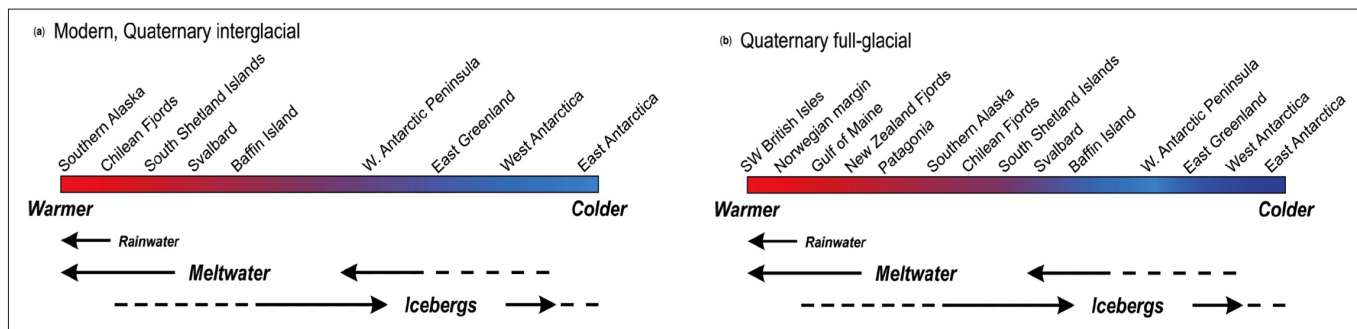 (a) Modern, Quaternary interglacial
Southern Alaska
Chilean Fjords
South Shetland Islands
Svalbard
Baffin Island
W. Antarctic Peninsula
East Greenland
West Antarctica
East Antarctica
Warmer
Colder
Rainwater
Meltwater
Icebergs
(b) Quaternary full-glacial
SW British Isles
Norwegian margin
Gulf of Maine
New Zealand Fjords
Patagonia
Southern Alaska
Chilean Fjords
South Shetland Islands
Svalbard
Baffin Island
W. Antarctic Peninsula
East Greenland
West Antarctica
East Antarctica
Warmer
Colder
Rainwater
Meltwater
Icebergs